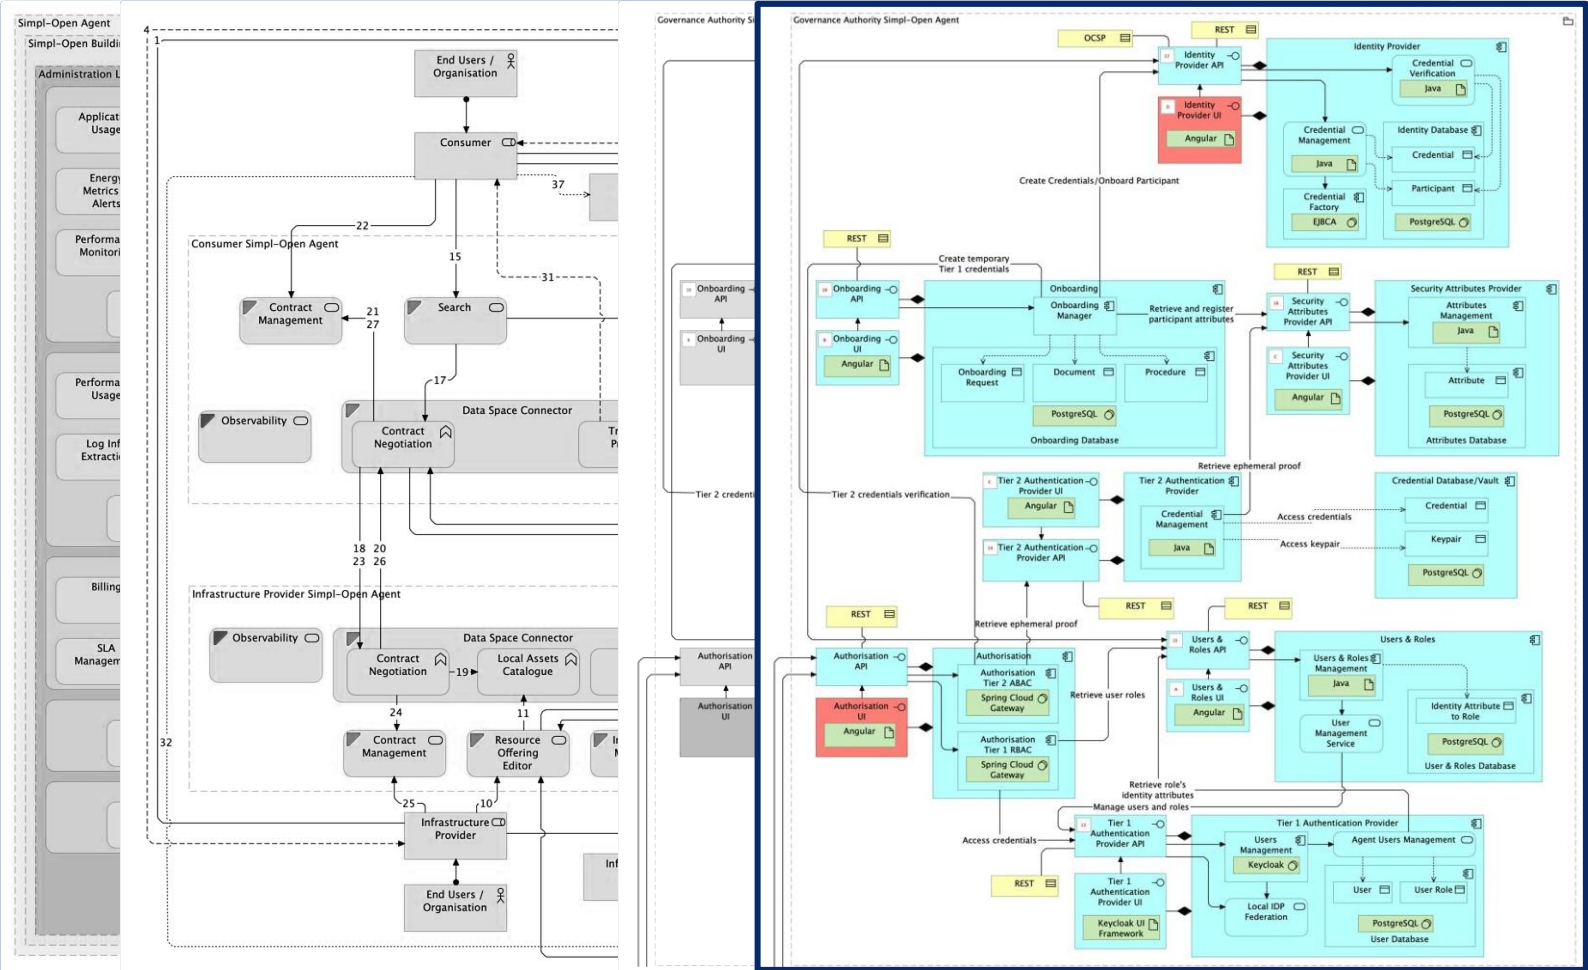 Simpl-Open Agent
Simpl-Open Buildin
Administration L
Applicat
Usage
Energy
Metrics
Alerts
Performa
Monitori
Performa
Usage
Log Inf
Extracti
Billing
SLA
Managem
4
1
End Users /
Organisation
Consumer
37
22
15
Consumer Simpl-Open Agent
31
Contract
Management
21
27
Search
17
Observability
Data Space Connector
Contract
Negotiation
Tr
Pr
18
23
20
26
Infrastructure Provider Simpl-Open Agent
Observability
Data Space Connector
Contract
Negotiation
19
Local Assets
Catalogue
24
11
Contract
Management
Resource
Offering
Editor
32
25
10
Infrastructure
Provider
Inf
End Users /
Organisation
Governance Authority Si
Onboarding
API
Onboarding
UI
Tier 2 credenti
Authorisation
API
Authorisation
UI
Governance Authority Simpl-Open Agent
OCSP
REST
Identity
Provider API
Identity
Provider UI
Angular
Identity Provider
Credential
Verification
Java
Credential
Management
Java
Identity Database
Credential
Participant
PostgreSQL
Credential
Factory
EJBCA
Create Credentials/Onboard Participant
REST
Create temporary
Tier 1 credentials
Onboarding
API
Onboarding
UI
Angular
Onboarding
Onboarding
Manager
Onboarding
Request
Document
Procedure
PostgreSQL
Onboarding Database
Retrieve and register
participant attributes
REST
Security
Attributes
Provider API
Security
Attributes
Provider UI
Angular
Security Attributes Provider
Attributes
Management
Java
Attribute
PostgreSQL
Attributes Database
Retrieve ephemeral proof
Tier 2 credentials verification
Tier 2 Authentication
Provider UI
Angular
Tier 2 Authentication
Provider API
Tier 2 Authentication
Provider
Credential
Management
Java
Access credentials
Access keypair
Credential Database/Vault
Credential
Keypair
PostgreSQL
REST
REST
REST
Retrieve ephemeral proof
Authorisation
API
Authorisation
UI
Angular
Authorisation
Authorisation
Tier 2 ABAC
Spring Cloud
Gateway
Authorisation
Tier 1 RBAC
Spring Cloud
Gateway
Retrieve user roles
Users &
Roles API
Users &
Roles UI
Angular
Users & Roles
Users & Roles
Management
Java
User
Management
Service
Identity Attribute
to Role
PostgreSQL
User & Roles Database
Retrieve role's
identity attributes
Manage users and roles
Access credentials
REST
Tier 1
Authentication
Provider API
Tier 1
Authentication
Provider UI
Keycloak UI
Framework
Tier 1 Authentication Provider
Users
Management
Keycloak
Agent Users Management
Local IDP
Federation
User
User Role
PostgreSQL
User Database